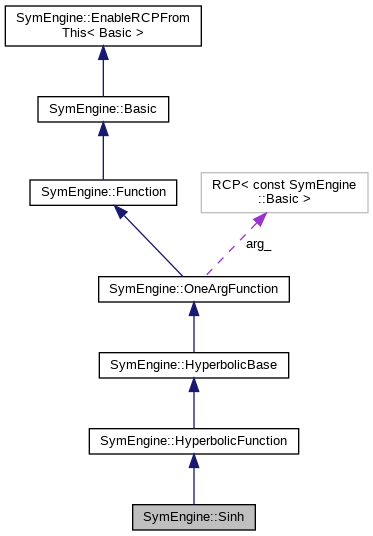 SymEngine::EnableRCPFrom
This< Basic >
SymEngine::Basic
SymEngine::Function
RCP< const SymEngine
::Basic >
arg_
SymEngine::OneArgFunction
SymEngine::HyperbolicBase
SymEngine::HyperbolicFunction
SymEngine::Sinh